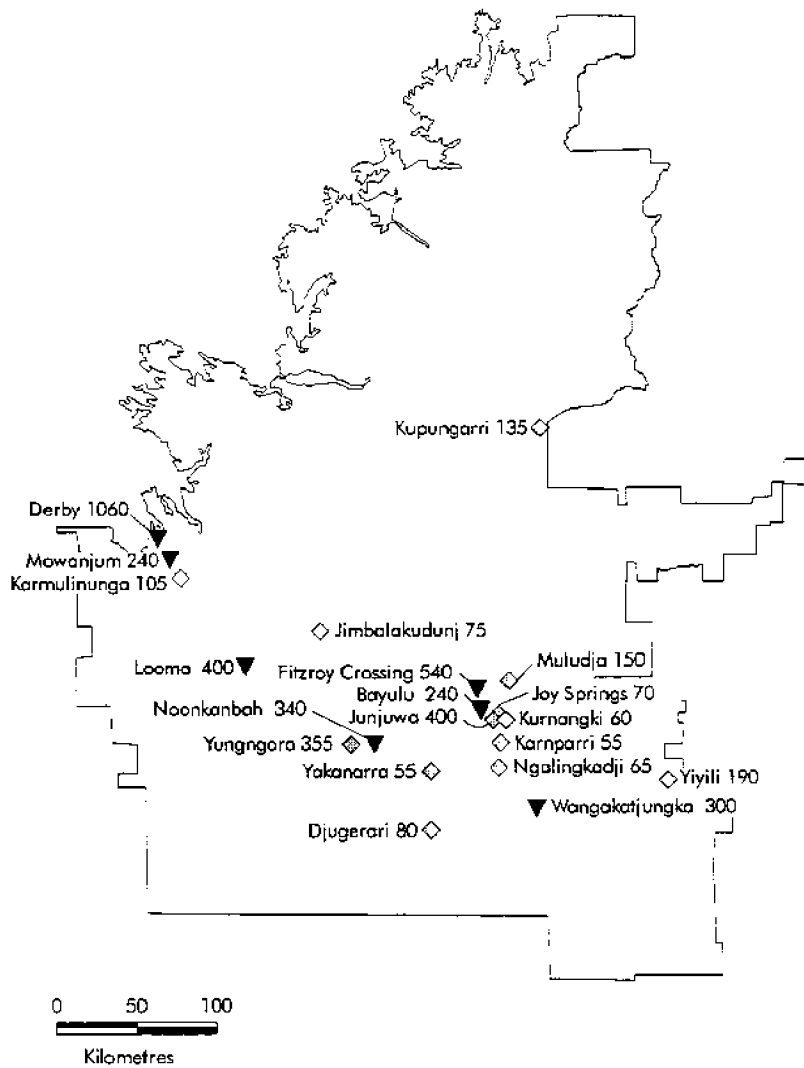 Kupungarri 135
Derby 1060
Mowanjum 240
Karmulinunga 105
Jimbalakudunj 75
Looma 400
Fitzroy Crossing 540
Muludja 150
Bayulu 240
Joy Springs 70
Noonkanbah 340
Junjuwa 400
Kurnangki 60
Yungngora 355
Karnparri 55
Yakanarra 55
Ngalingkadji 65
Yiyili 190
Wangakatjungka 300
Djugerari 80
0 50 100
Kilometres